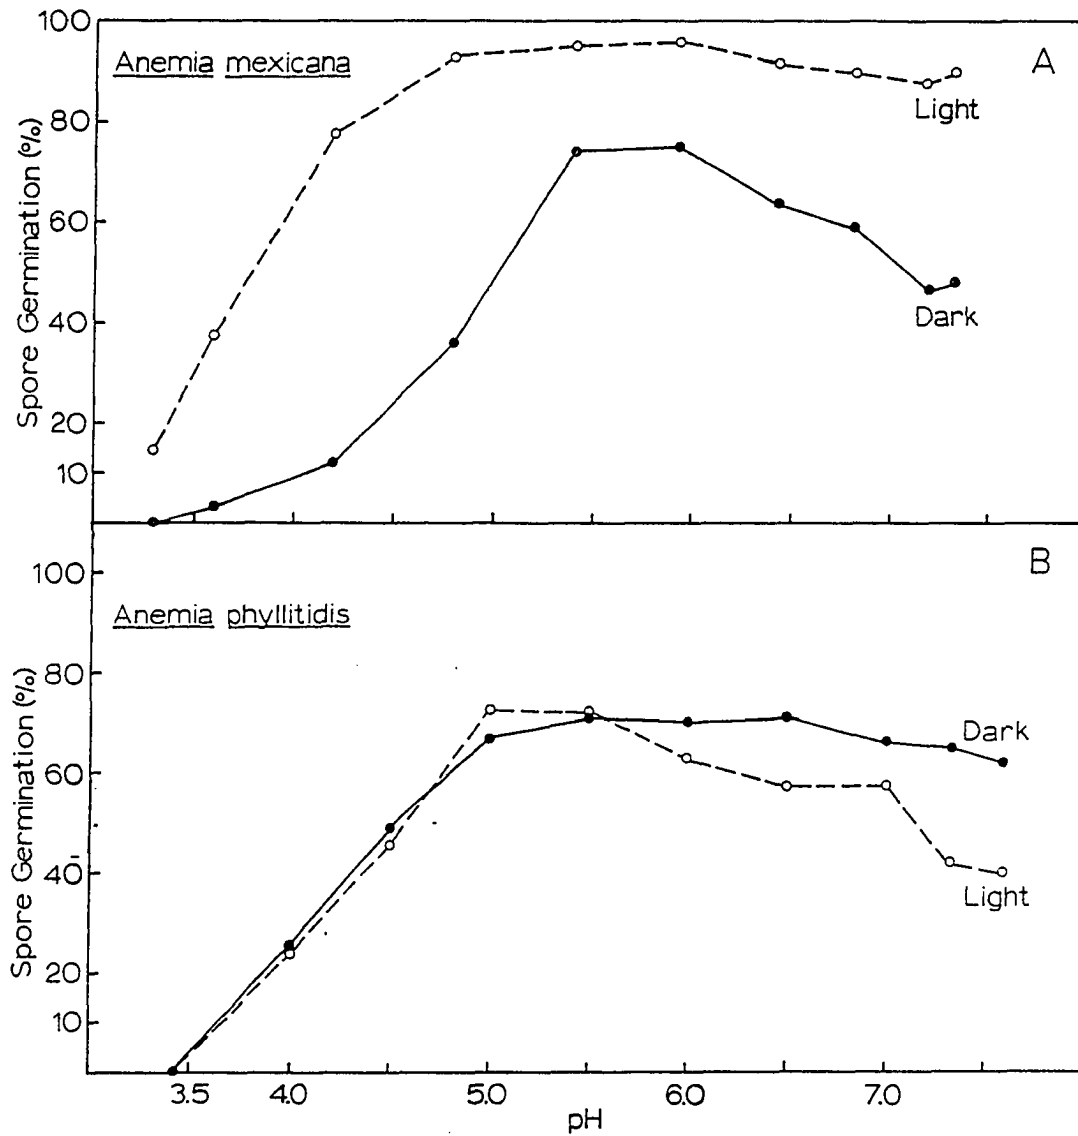 100
A
Anemia mexicana
80
Light
60
40
Dark
20
10
Spore Germination (%)
B
100
Anemia phyllitidis
80
Dark
60
40
Light
20
10
Spore Germination (%)
3.5 4.0 5.0 6.0 7.0
pH